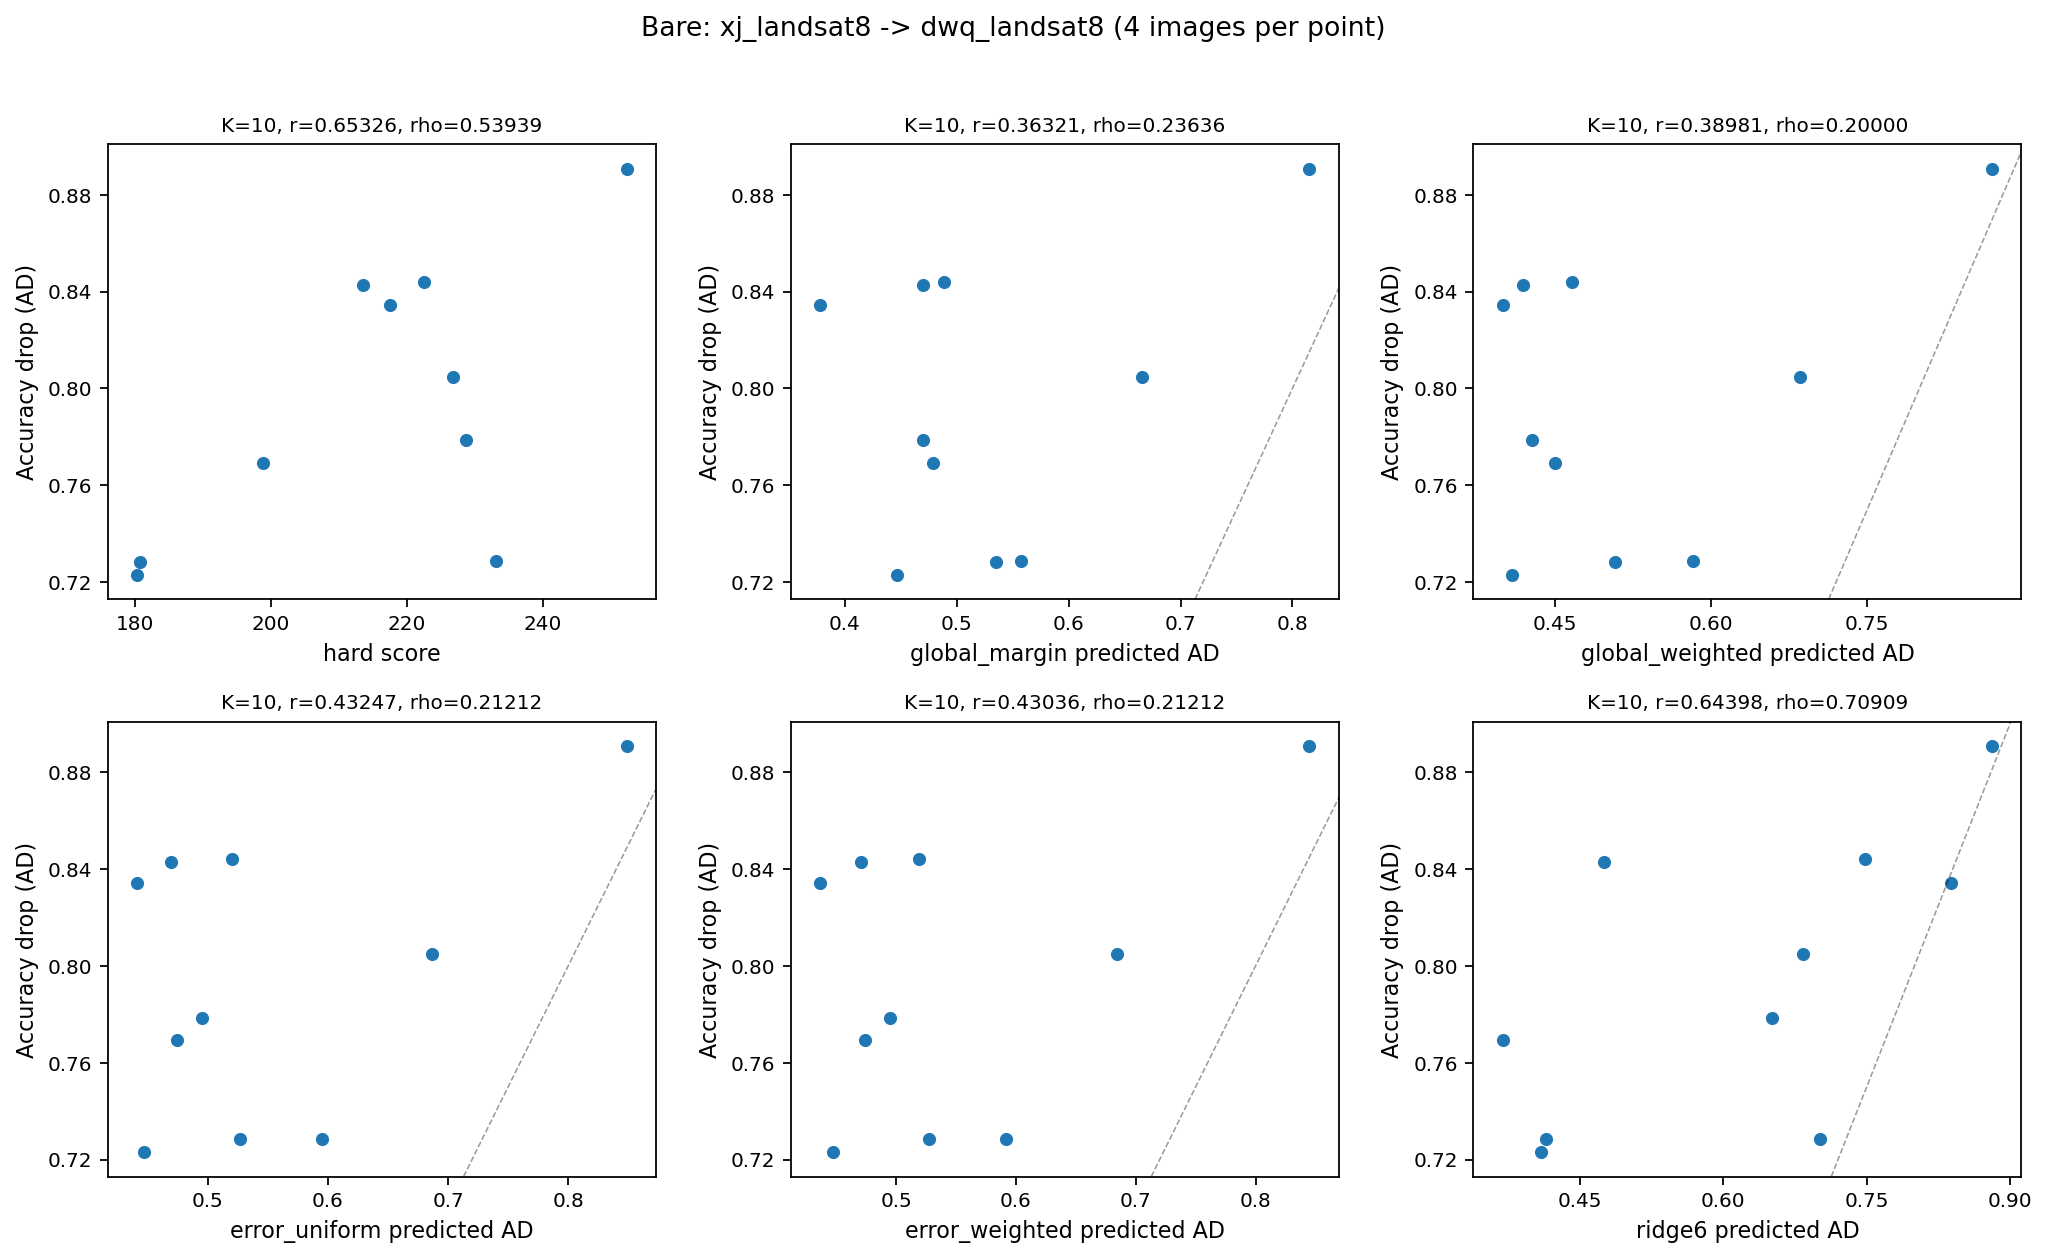 Bare: xj_landsat8 -> dwq_landsat8 (4 images per point)
K=10, r=0.65326, rho=0.53939
Accuracy drop (AD)
0.88
0.84
0.80
0.76
0.72
180 200 220 240
hard score
K=10, r=0.36321, rho=0.23636
Accuracy drop (AD)
0.88
0.84
0.80
0.76
0.72
0.4 0.5 0.6 0.7 0.8
global_margin predicted AD
K=10, r=0.38981, rho=0.20000
Accuracy drop (AD)
0.88
0.84
0.80
0.76
0.72
0.45 0.60 0.75
global_weighted predicted AD
K=10, r=0.43247, rho=0.21212
Accuracy drop (AD)
0.88
0.84
0.80
0.76
0.72
0.5 0.6 0.7 0.8
error_uniform predicted AD
K=10, r=0.43036, rho=0.21212
Accuracy drop (AD)
0.88
0.84
0.80
0.76
0.72
0.5 0.6 0.7 0.8
error_weighted predicted AD
K=10, r=0.64398, rho=0.70909
Accuracy drop (AD)
0.88
0.84
0.80
0.76
0.72
0.45 0.60 0.75 0.90
ridge6 predicted AD